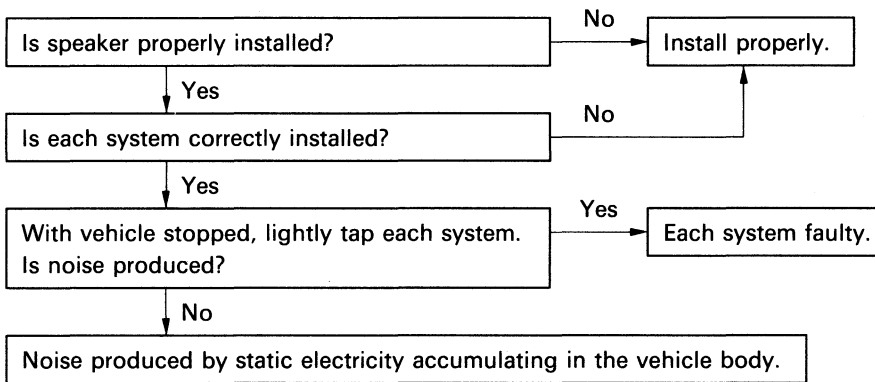 Is speaker properly installed?
No
Install properly.
Yes
Is each system correctly installed?
No
Yes
With vehicle stopped, lightly tap each system.
Is noise produced?
Yes
Each system faulty.
No
Noise produced by static electricity accumulating in the vehicle body.